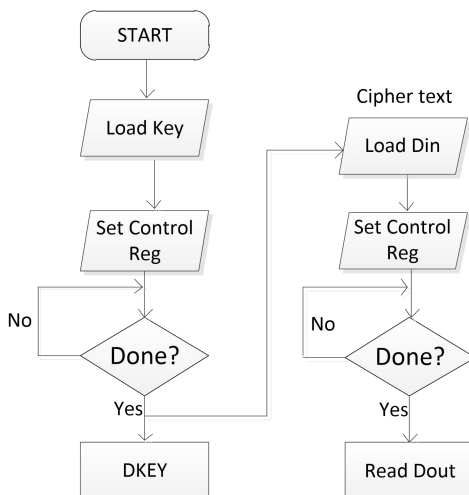 START
Load Key
Set Control
Reg
No
Done?
Yes
DKEY
Cipher text
Load Din
Set Control
Reg
No
Done?
Yes
Read Dout